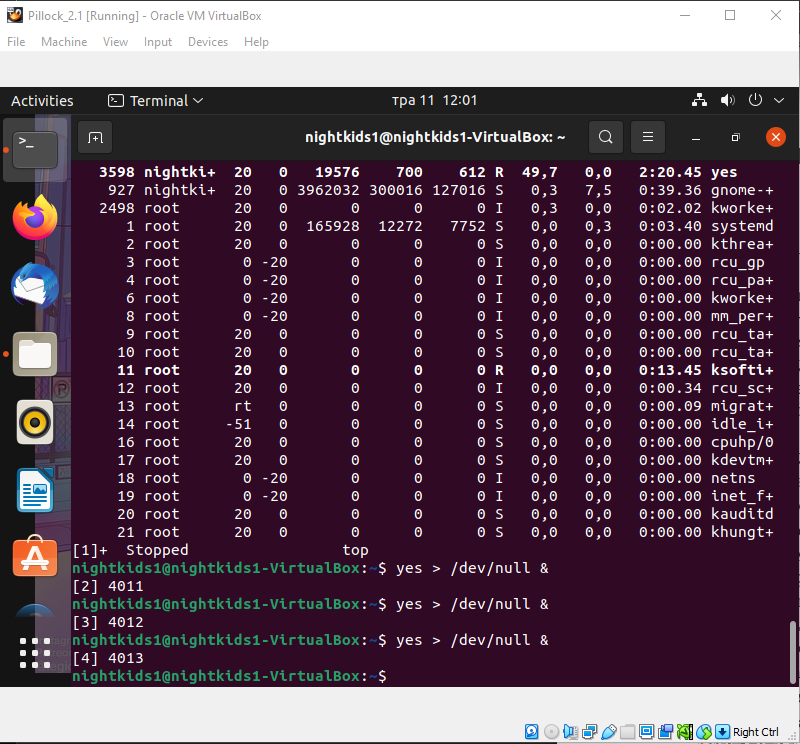 Pillock_2.1 [Running] - Oracle VM VirtualBox
File Machine View Input Devices Help
Activities Terminal тра 11 12:01
nightkids1@nightkids1-VirtualBox: ~
3598 nightki+ 20 0 19576 700 612 R 49,7 0,0 2:20.45 yes
927 nightki+ 20 0 3962032 300016 127016 S 0,3 7,5 0:39.36 gnome-+
2498 root 20 0 0 0 0 I 0,3 0,0 0:02.02 kworke+
1 root 20 0 165928 12272 7752 S 0,0 0,3 0:03.40 systemd
2 root 20 0 0 0 0 S 0,0 0,0 0:00.00 kthrea+
3 root 0 -20 0 0 0 I 0,0 0,0 0:00.00 rcu_gp
4 root 0 -20 0 0 0 I 0,0 0,0 0:00.00 rcu_pa+
6 root 0 -20 0 0 0 I 0,0 0,0 0:00.00 kworke+
8 root 0 -20 0 0 0 I 0,0 0,0 0:00.00 mm_per+
9 root 20 0 0 0 0 S 0,0 0,0 0:00.00 rcu_ta+
10 root 20 0 0 0 0 S 0,0 0,0 0:00.00 rcu_ta+
11 root 20 0 0 0 0 R 0,0 0,0 0:13.45 ksofti+
12 root 20 0 0 0 0 I 0,0 0,0 0:00.34 rcu_sc+
13 root rt 0 0 0 0 S 0,0 0,0 0:00.09 migrat+
14 root -51 0 0 0 0 S 0,0 0,0 0:00.00 idle_i+
16 root 20 0 0 0 0 S 0,0 0,0 0:00.00 cpuhp/0
17 root 20 0 0 0 0 S 0,0 0,0 0:00.00 kdevtm+
18 root 0 -20 0 0 0 I 0,0 0,0 0:00.00 netns
19 root 0 -20 0 0 0 I 0,0 0,0 0:00.00 inet_f+
20 root 20 0 0 0 0 S 0,0 0,0 0:00.00 kauditd
21 root 20 0 0 0 0 S 0,0 0,0 0:00.00 khungt+
[1]+ Stopped top
nightkids1@nightkids1-VirtualBox:~$ yes > /dev/null &
[2] 4011
nightkids1@nightkids1-VirtualBox:~$ yes > /dev/null &
[3] 4012
nightkids1@nightkids1-VirtualBox:~$ yes > /dev/null &
[4] 4013
nightkids1@nightkids1-VirtualBox:~$
Right Ctrl